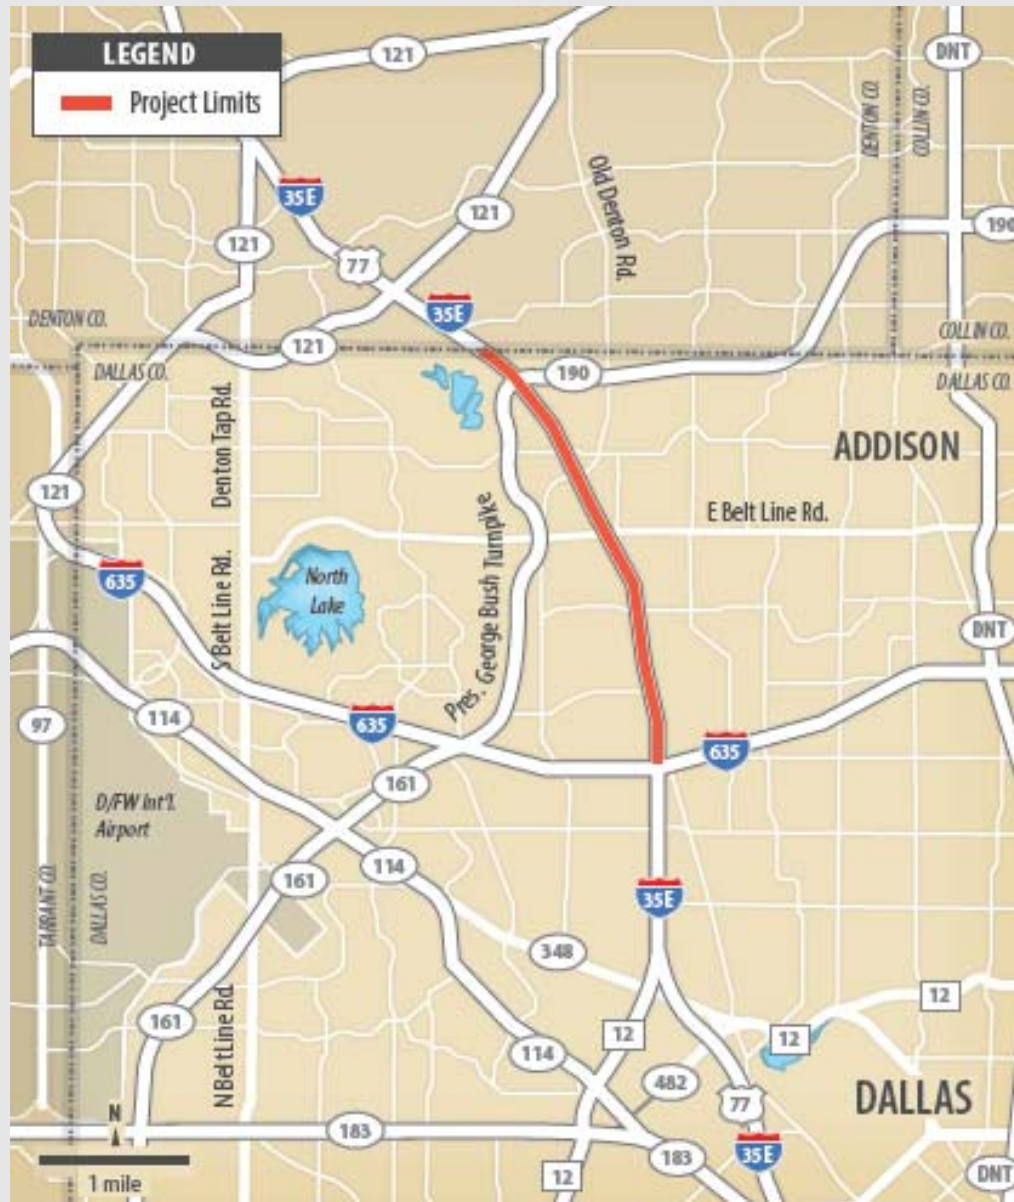 LEGEND
Project Limits
121
DNT
DENTON CO.
COLLIN CO.
35E
121
121
Old Denton Rd.
190
77
35E
DENTON CO.
121
COLLIN CO.
DALLAS CO.
190
DALLAS CO.
Denton Tap Rd.
ADDISON
121
E Belt Line Rd.
Pres. George Bush Turnpike
635
North
Lake
S Belt Line Rd.
DNT
97
114
635
635
161
D/FW Int'l.
Airport
114
161
35E
TARRANT CO.
DALLAS CO.
348
12
161
12
12
N Belt Line Rd.
114
482
77
DALLAS
N
183
183
35E
12
DNT
1 mile